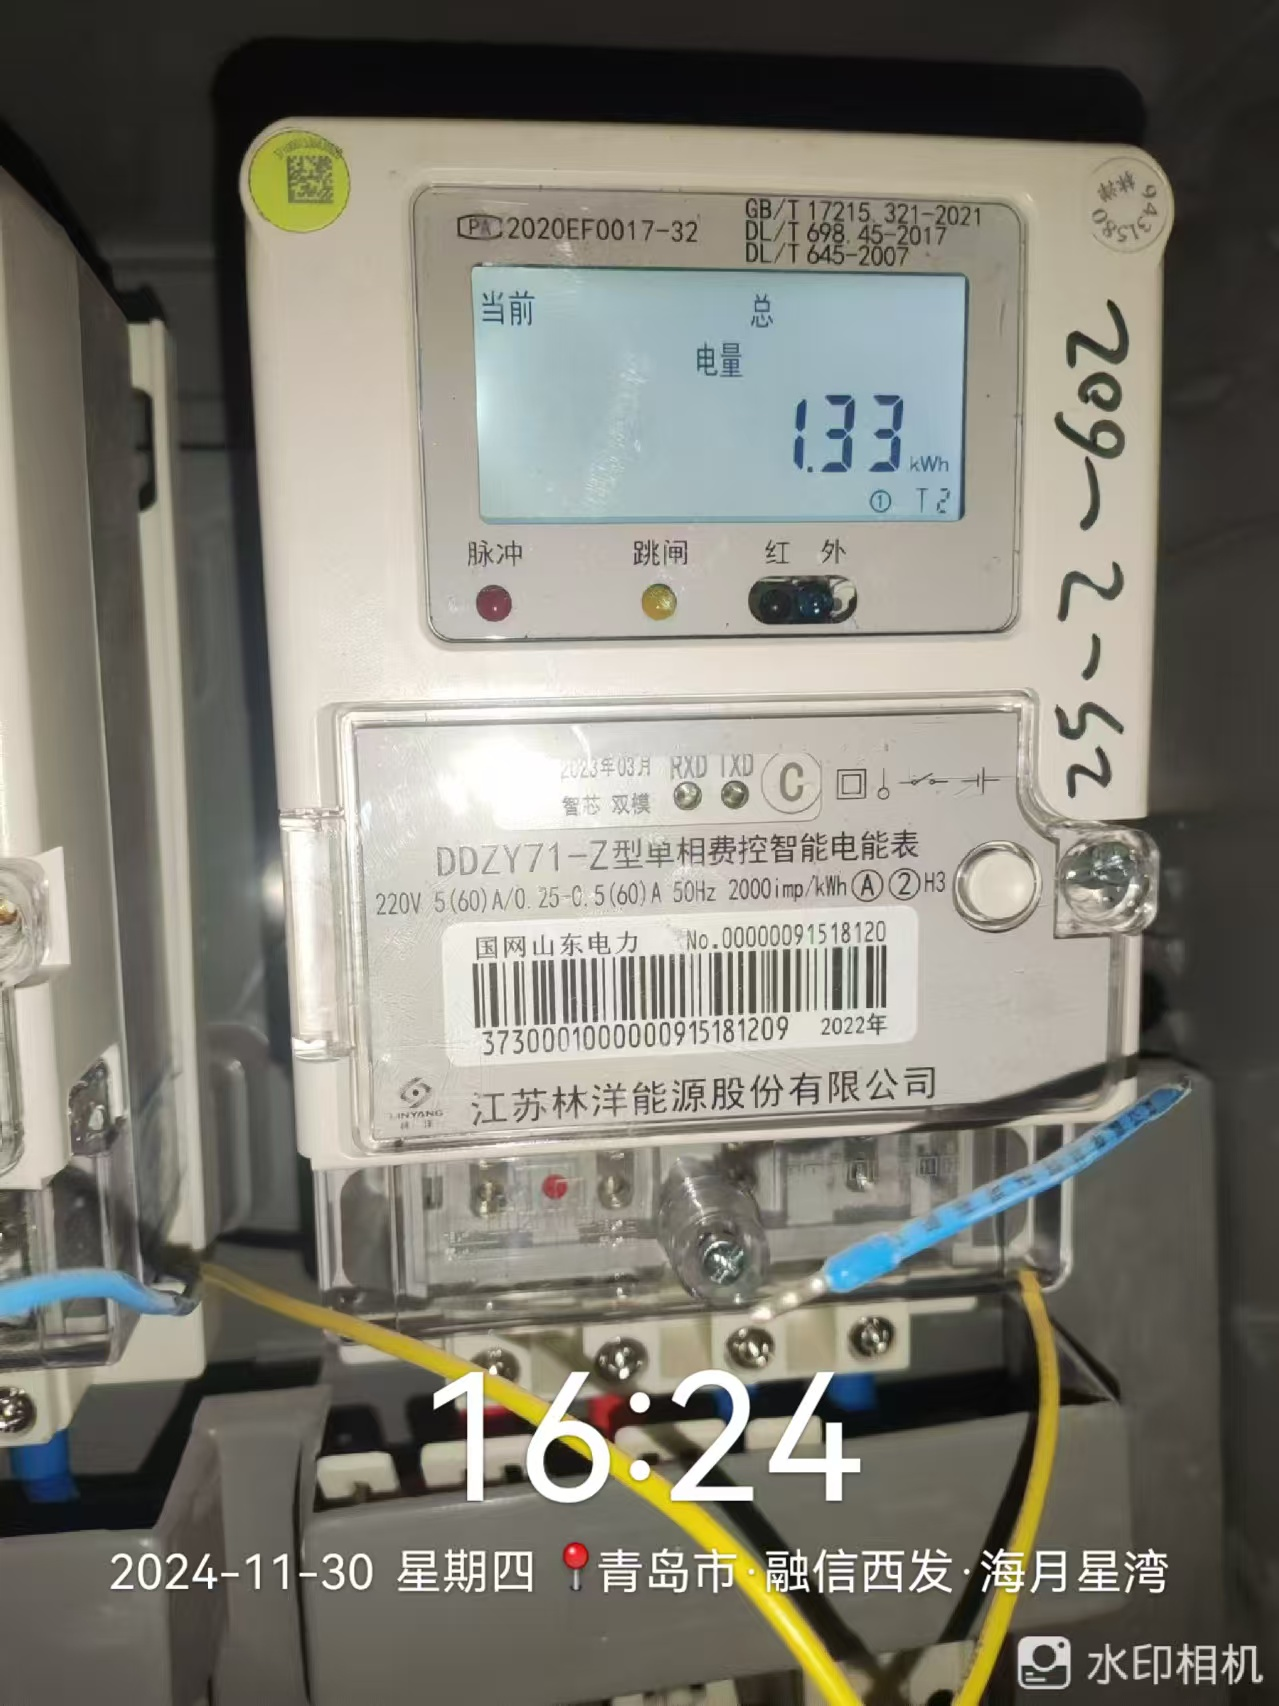 2020EF0017-32
GB/T 17215.321-2021
DL/T 698.45-2017
DL/T 645-2007
林洋
9431580
当前 总
电量
1.33 kWh
① T2
脉冲 跳闸 红 外
209-2-25
2023年03月 RXD TXD
智芯 双模 C
DDZY71-Z型单相费控智能电能表
220V 5(60)A/0.25-0.5(60)A 50Hz 2000imp/kWh Ⓐ ② H3
国网山东电力 No.00000091518120
3730001000000915181209 2022年
LINYANG
林洋
江苏林洋能源股份有限公司
16:24
2024-11-30 星期四 青岛市·融信西发·海月星湾
水印相机